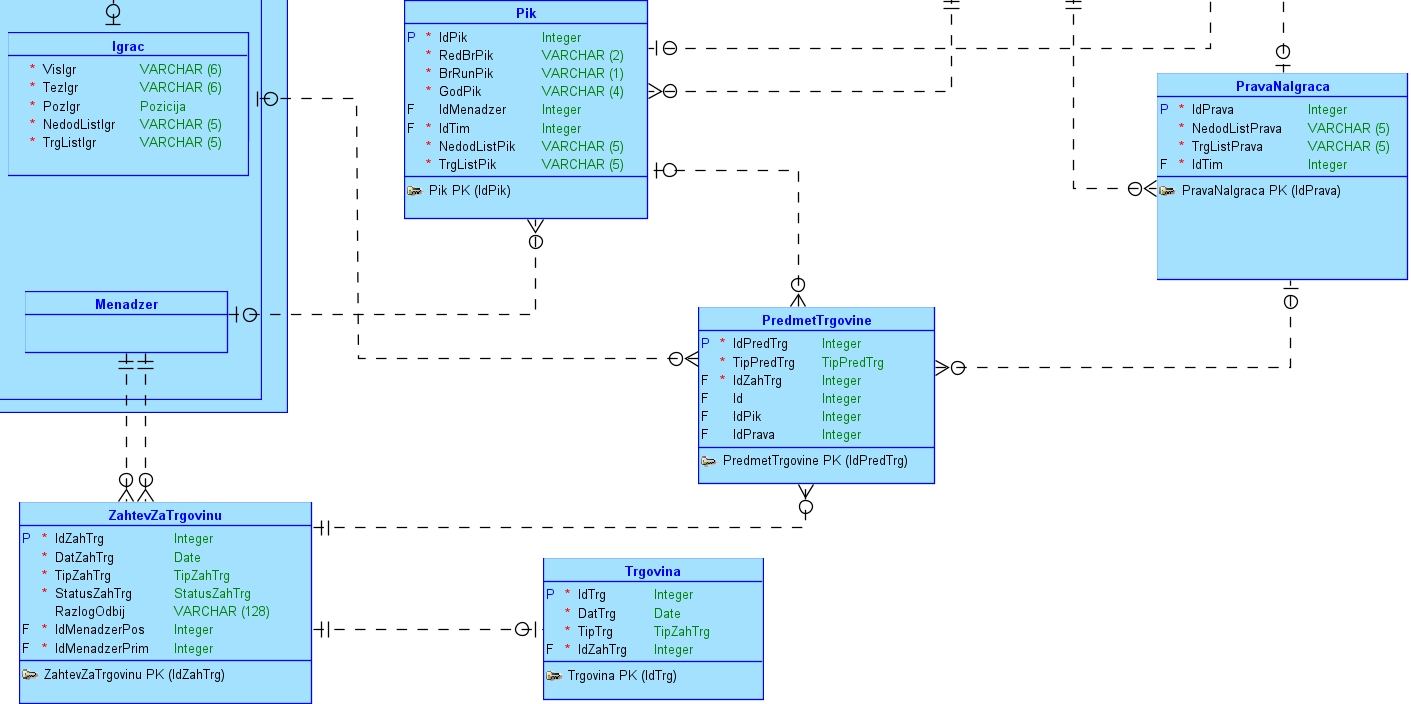 Igrac
* VisIgr VARCHAR (6)
* TezIgr VARCHAR (6)
* PozIgr Pozicija
* NedodListIgr VARCHAR (5)
* TrgListIgr VARCHAR (5)
Pik
P * IdPik Integer
* RedBrPik VARCHAR (2)
* BrRunPik VARCHAR (1)
* GodPik VARCHAR (4)
F IdMenadzer Integer
F * IdTim Integer
* NedodListPik VARCHAR (5)
* TrgListPik VARCHAR (5)
Pik PK (IdPik)
PravaNaIgraca
P * IdPrava Integer
* NedodListPrava VARCHAR (5)
* TrgListPrava VARCHAR (5)
F * IdTim Integer
PravaNaIgraca PK (IdPrava)
Menadzer
PredmetTrgovine
P * IdPredTrg Integer
* TipPredTrg TipPredTrg
F * IdZahTrg Integer
F Id Integer
F IdPik Integer
F IdPrava Integer
PredmetTrgovine PK (IdPredTrg)
ZahtevZaTrgovinu
P * IdZahTrg Integer
* DatZahTrg Date
* TipZahTrg TipZahTrg
* StatusZahTrg StatusZahTrg
RazlogOdbij VARCHAR (128)
F * IdMenadzerPos Integer
F * IdMenadzerPrim Integer
ZahtevZaTrgovinu PK (IdZahTrg)
Trgovina
P * IdTrg Integer
* DatTrg Date
* TipTrg TipZahTrg
F * IdZahTrg Integer
Trgovina PK (IdTrg)